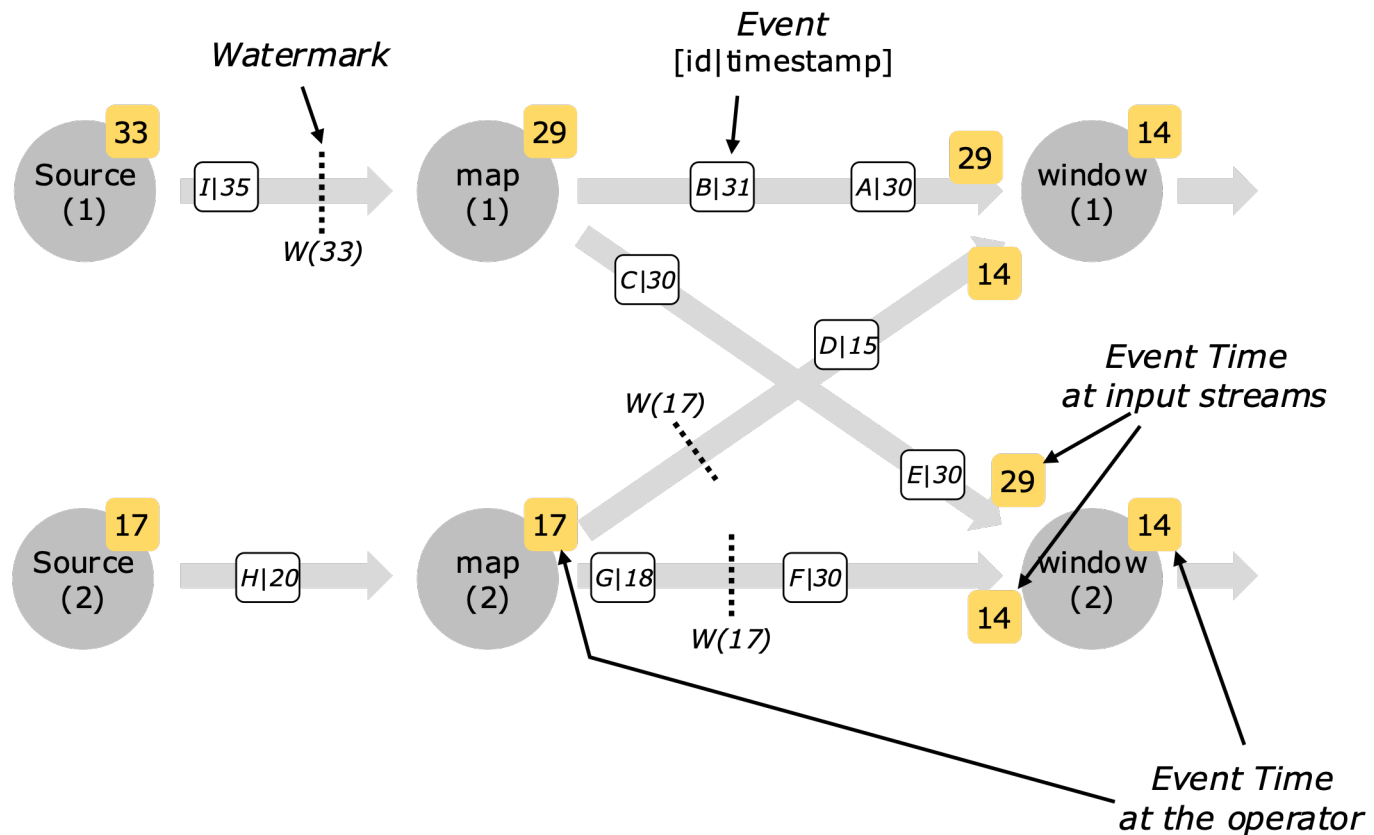 Watermark
Event
[id|timestamp]
33
Source
(1)
I|35
W(33)
29
map
(1)
B|31
A|30
29
14
window
(1)
C|30
14
D|15
Event Time
at input streams
W(17)
E|30
29
17
Source
(2)
H|20
17
map
(2)
G|18
F|30
W(17)
14
14
window
(2)
Event Time
at the operator